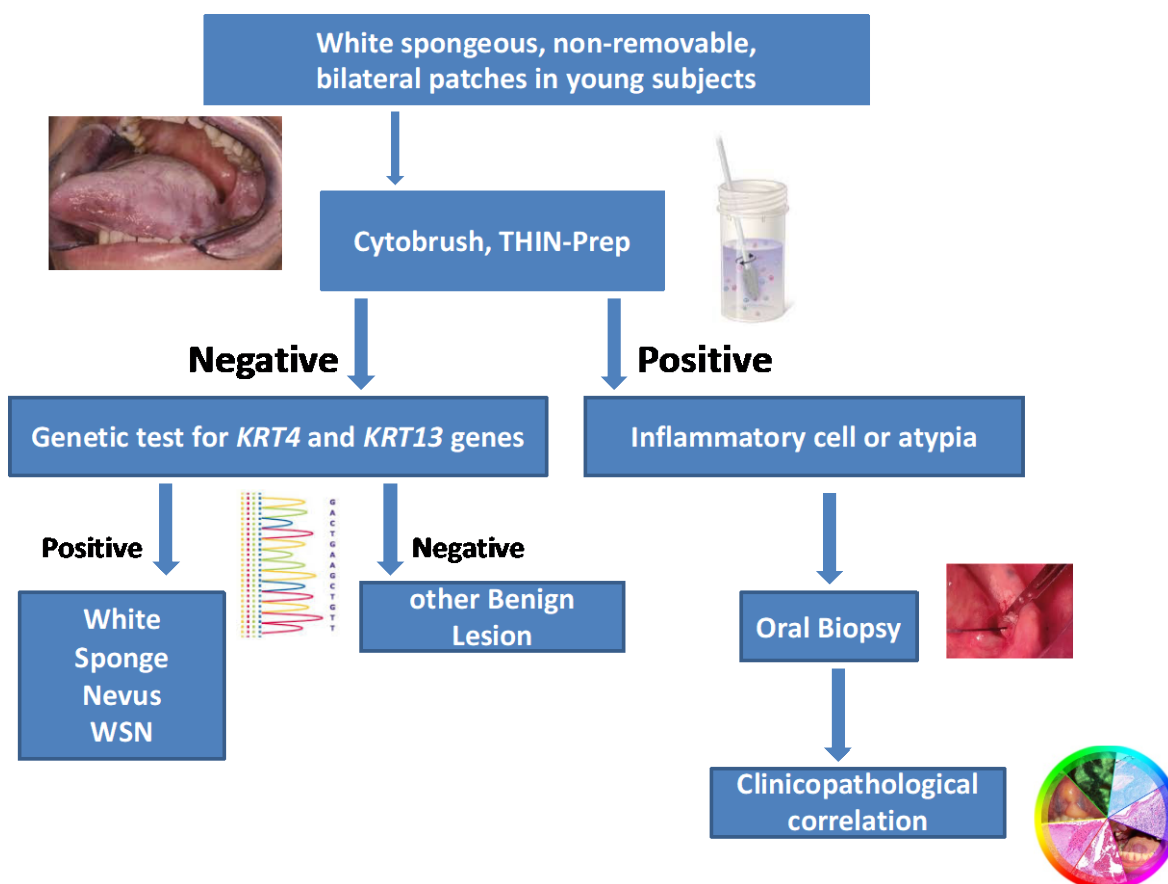 White spongeous, non-removable,
bilateral patches in young subjects
Cytobrush, THIN-Prep
Negative
Positive
Genetic test for KRT4 and KRT13 genes
Inflammatory cell or atypia
Positive
G
A
C
T
G
A
A
G
C
T
G
T
T
Negative
White
Sponge
Nevus
WSN
other Benign
Lesion
Oral Biopsy
Clinicopathological
correlation